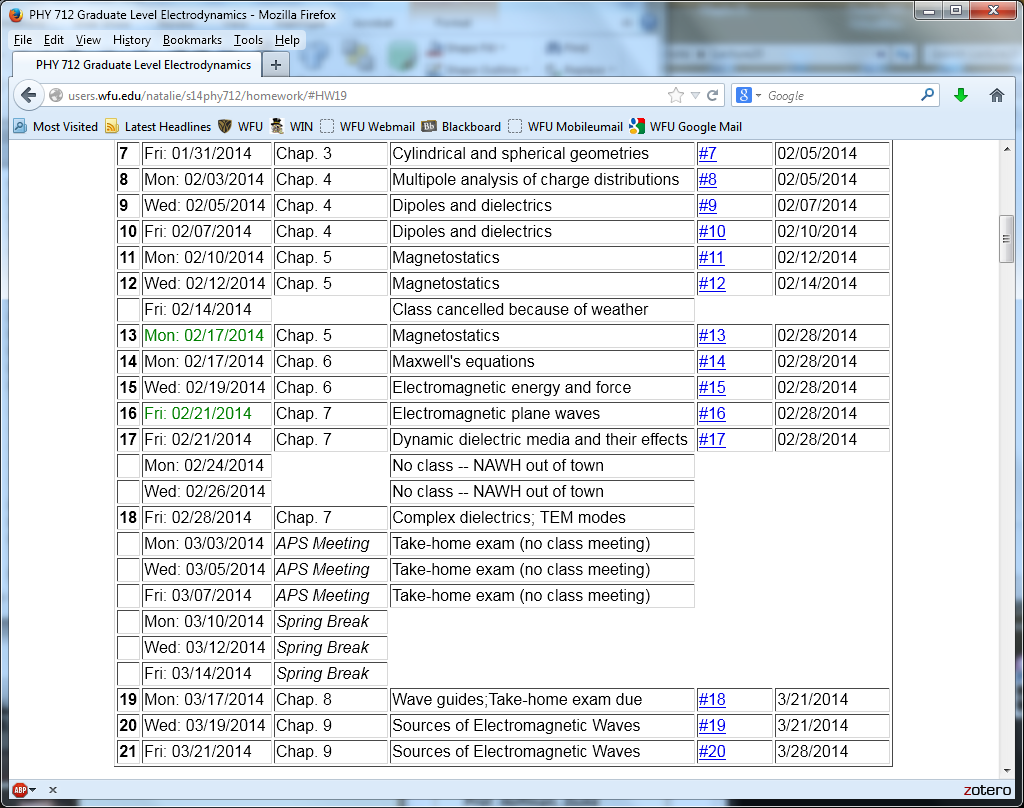 PHY 712 Graduate Level Electrodynamics - Mozilla Firefox
File Edit View History Bookmarks Tools Help
PHY 712 Graduate Level Electrodynamics
users.wfu.edu/natalie/s14phy712/homework/#HW19 Google
Most Visited Latest Headlines WFU WIN WFU Webmail Bb Blackboard WFU Mobileumail WFU Google Mail
7 Fri: 01/31/2014 Chap. 3 Cylindrical and spherical geometries #7 02/05/2014
8 Mon: 02/03/2014 Chap. 4 Multipole analysis of charge distributions #8 02/05/2014
9 Wed: 02/05/2014 Chap. 4 Dipoles and dielectrics #9 02/07/2014
10 Fri: 02/07/2014 Chap. 4 Dipoles and dielectrics #10 02/10/2014
11 Mon: 02/10/2014 Chap. 5 Magnetostatics #11 02/12/2014
12 Wed: 02/12/2014 Chap. 5 Magnetostatics #12 02/14/2014
Fri: 02/14/2014 Class cancelled because of weather
13 Mon: 02/17/2014 Chap. 5 Magnetostatics #13 02/28/2014
14 Mon: 02/17/2014 Chap. 6 Maxwell's equations #14 02/28/2014
15 Wed: 02/19/2014 Chap. 6 Electromagnetic energy and force #15 02/28/2014
16 Fri: 02/21/2014 Chap. 7 Electromagnetic plane waves #16 02/28/2014
17 Fri: 02/21/2014 Chap. 7 Dynamic dielectric media and their effects #17 02/28/2014
Mon: 02/24/2014 No class -- NAWH out of town
Wed: 02/26/2014 No class -- NAWH out of town
18 Fri: 02/28/2014 Chap. 7 Complex dielectrics; TEM modes
Mon: 03/03/2014 APS Meeting Take-home exam (no class meeting)
Wed: 03/05/2014 APS Meeting Take-home exam (no class meeting)
Fri: 03/07/2014 APS Meeting Take-home exam (no class meeting)
Mon: 03/10/2014 Spring Break
Wed: 03/12/2014 Spring Break
Fri: 03/14/2014 Spring Break
19 Mon: 03/17/2014 Chap. 8 Wave guides;Take-home exam due #18 3/21/2014
20 Wed: 03/19/2014 Chap. 9 Sources of Electromagnetic Waves #19 3/21/2014
21 Fri: 03/21/2014 Chap. 9 Sources of Electromagnetic Waves #20 3/28/2014
ABP zotero